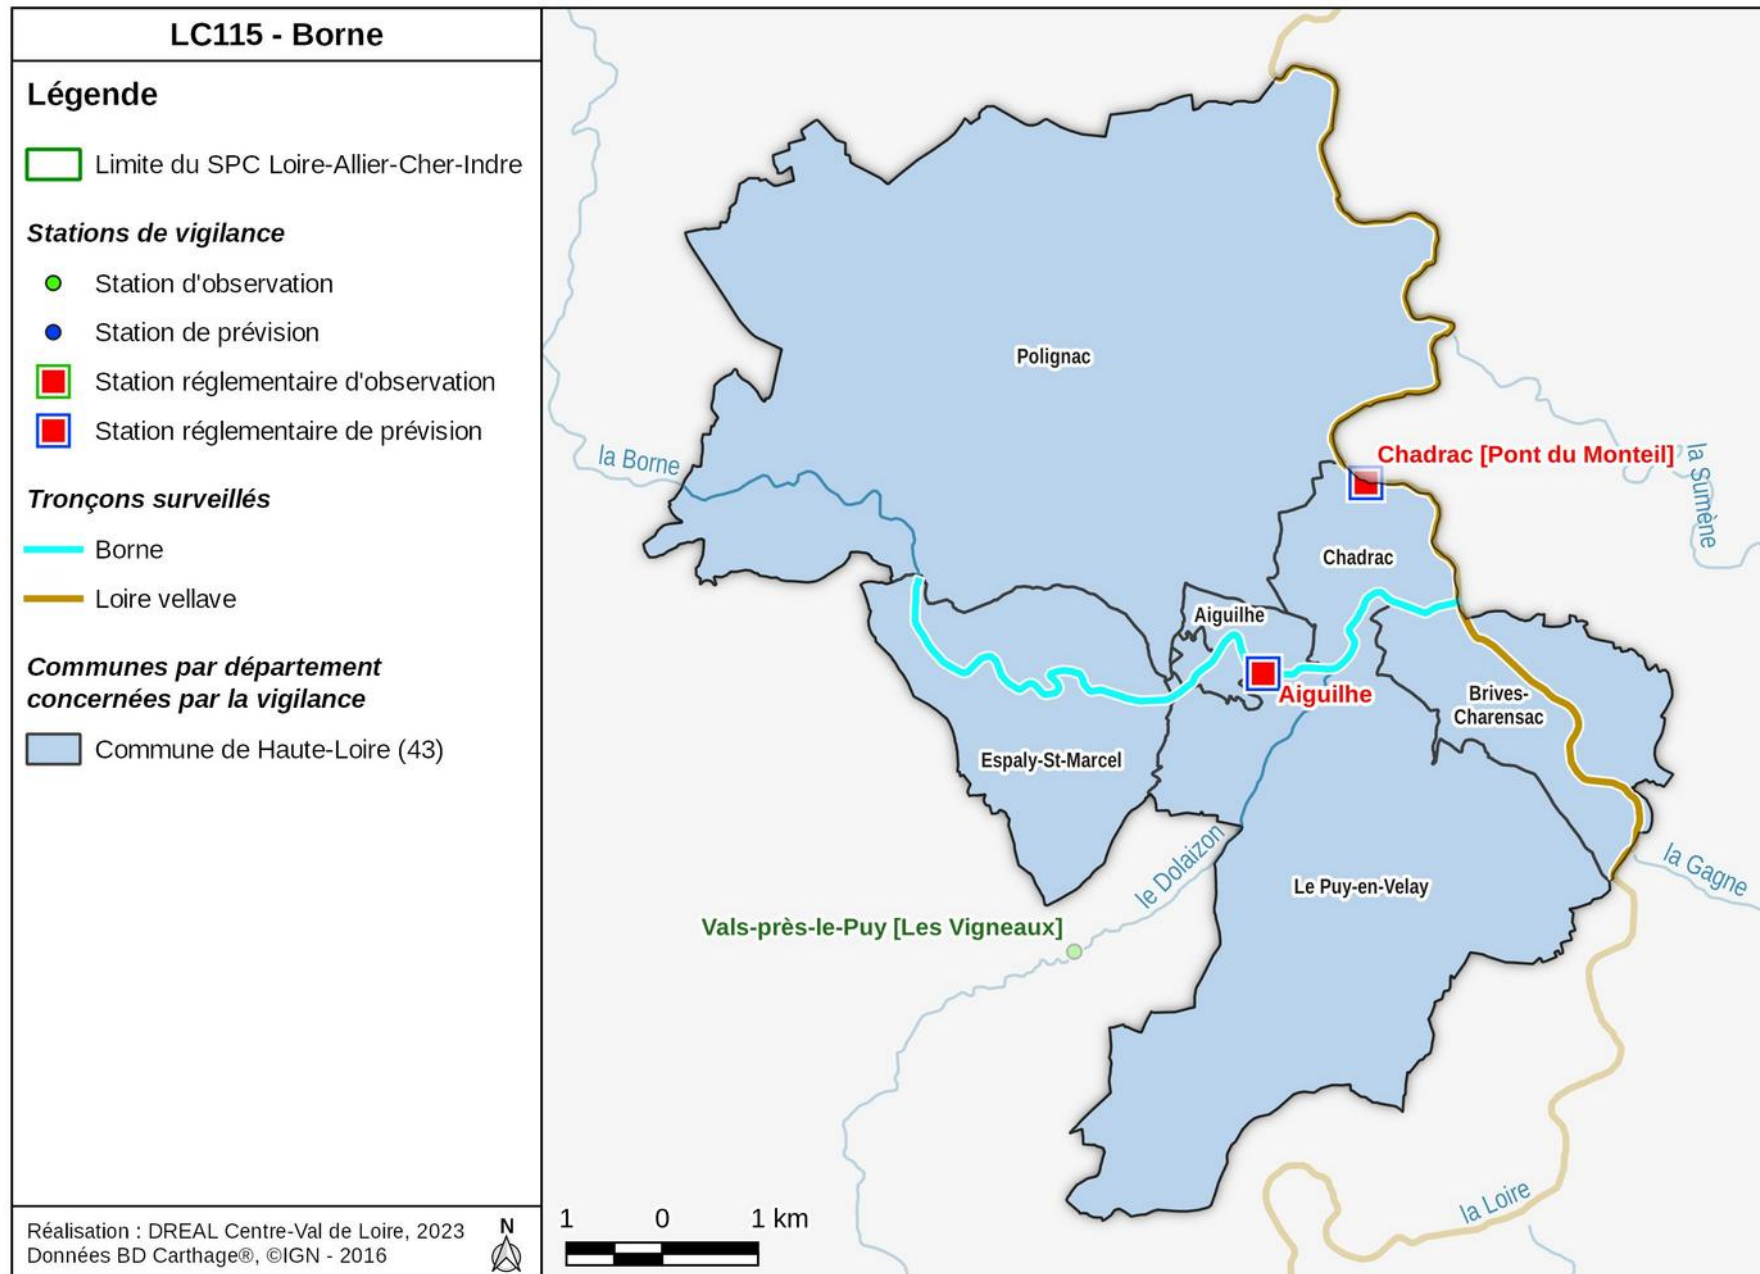 LC115 - Borne
Légende
Limite du SPC Loire-Allier-Cher-Indre
Stations de vigilance
Station d'observation
Station de prévision
Station réglementaire d'observation
Station réglementaire de prévision
Tronçons surveillés
Borne
Loire vellave
Communes par département
concernées par la vigilance
Commune de Haute-Loire (43)
Réalisation : DREAL Centre-Val de Loire, 2023
Données BD Carthage®, ©IGN - 2016
N
Polignac
la Borne
Chadrac [Pont du Monteil]
la Sumène
Chadrac
Aiguilhe
Aiguilhe
Brives-
Charensac
Espaly-St-Marcel
le Dolaizon
la Gagne
Le Puy-en-Velay
Vals-près-le-Puy [Les Vigneaux]
la Loire
1 0 1 km